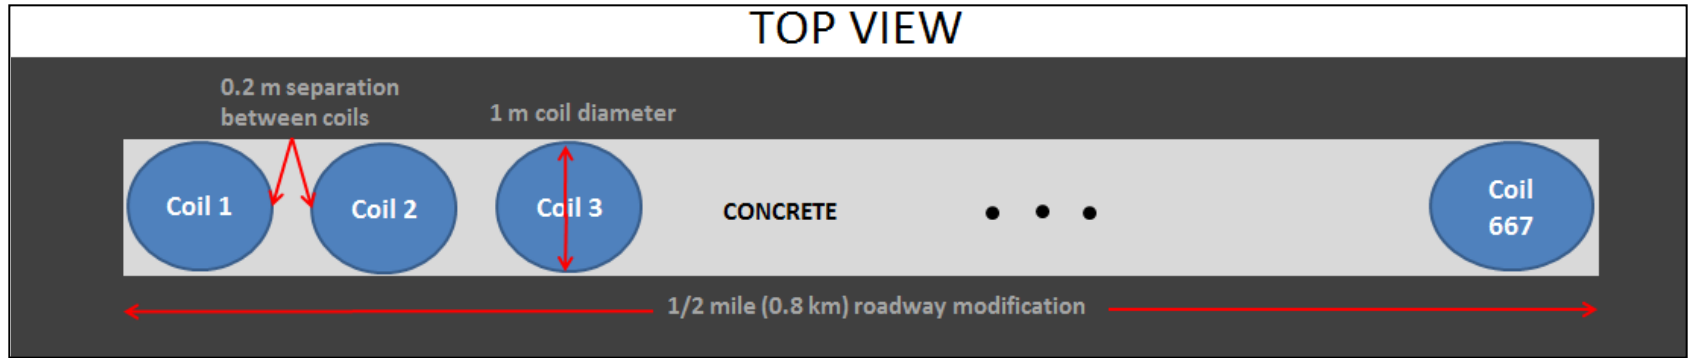 TOP VIEW
0.2 m separation
between coils
1 m coil diameter
Coil 1
Coil 2
Coil 3
CONCRETE
Coil
667
1/2 mile (0.8 km) roadway modification